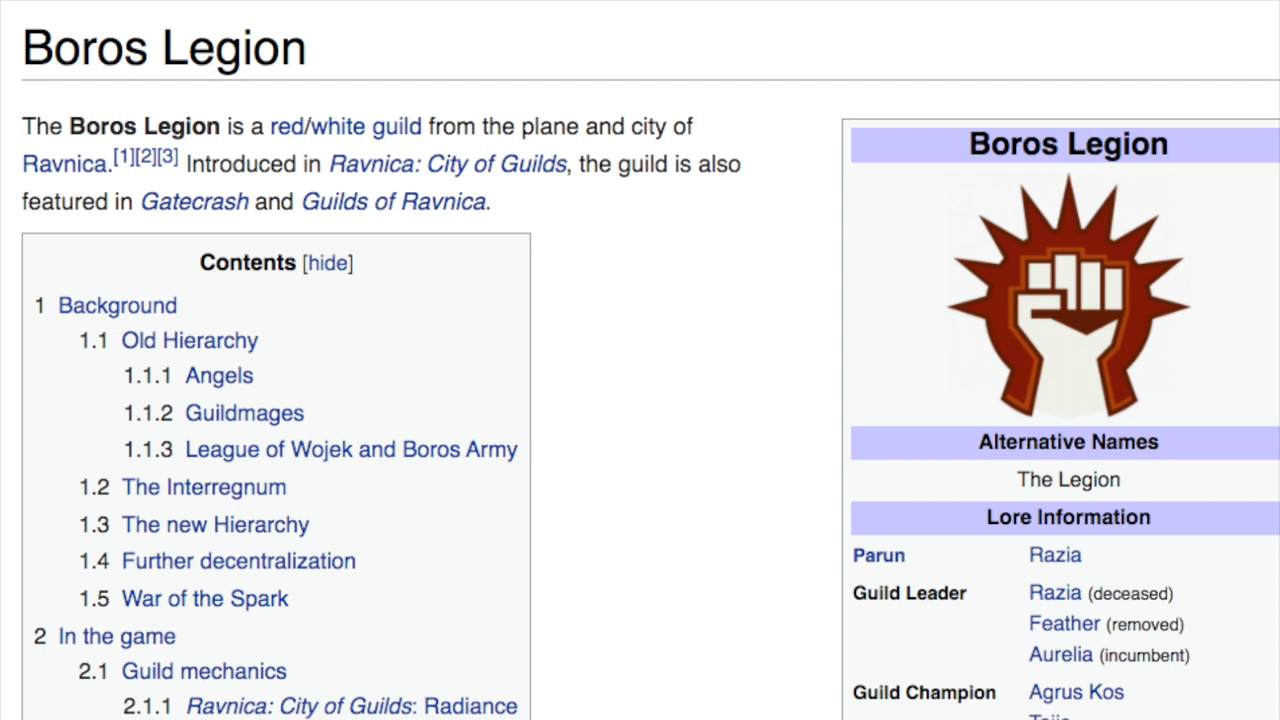 Boros Legion
The Boros Legion is a red/white guild from the plane and city of
Ravnica.[1][2][3] Introduced in Ravnica: City of Guilds, the guild is also
featured in Gatecrash and Guilds of Ravnica.
Contents [hide]
1 Background
1.1 Old Hierarchy
1.1.1 Angels
1.1.2 Guildmages
1.1.3 League of Wojek and Boros Army
1.2 The Interregnum
1.3 The new Hierarchy
1.4 Further decentralization
1.5 War of the Spark
2 In the game
2.1 Guild mechanics
2.1.1 Ravnica: City of Guilds: Radiance
Boros Legion
Alternative Names
The Legion
Lore Information
Parun Razia
Guild Leader Razia (deceased)
Feather (removed)
Aurelia (incumbent)
Guild Champion Agrus Kos